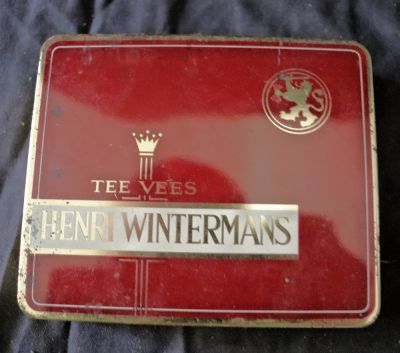 TEE VEES
HENRI WINTERMANS